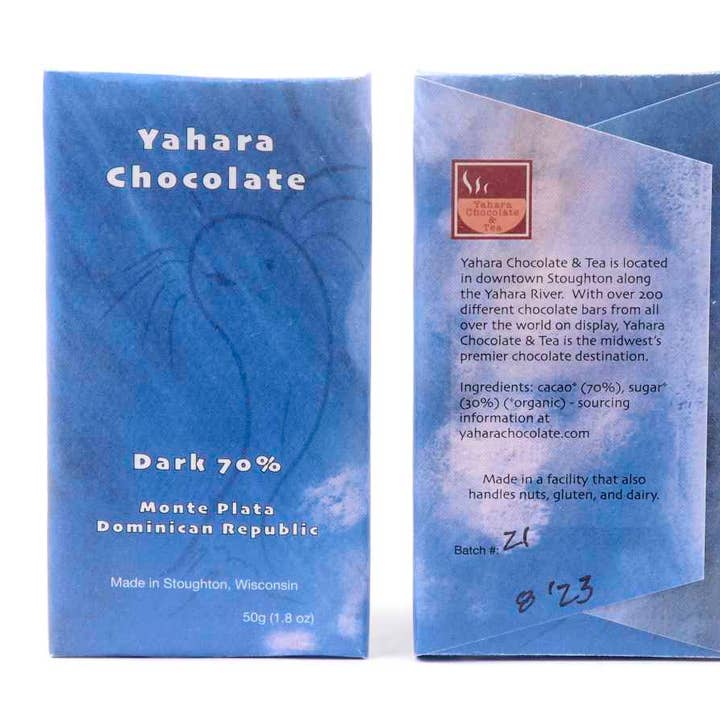 Yahara
Chocolate
Dark 70%
Monte Plata
Dominican Republic
Made in Stoughton, Wisconsin
50g (1.8 oz)
Yahara
Chocolate
&
Tea
Yahara Chocolate & Tea is located
in downtown Stoughton along
the Yahara River. With over 200
different chocolate bars from all
over the world on display, Yahara
Chocolate & Tea is the midwest's
premier chocolate destination.
Ingredients: cacao* (70%), sugar*
(30%) (*organic) - sourcing
information at
yaharachocolate.com
Made in a facility that also
handles nuts, gluten, and dairy.
Batch #: 21
8 '23